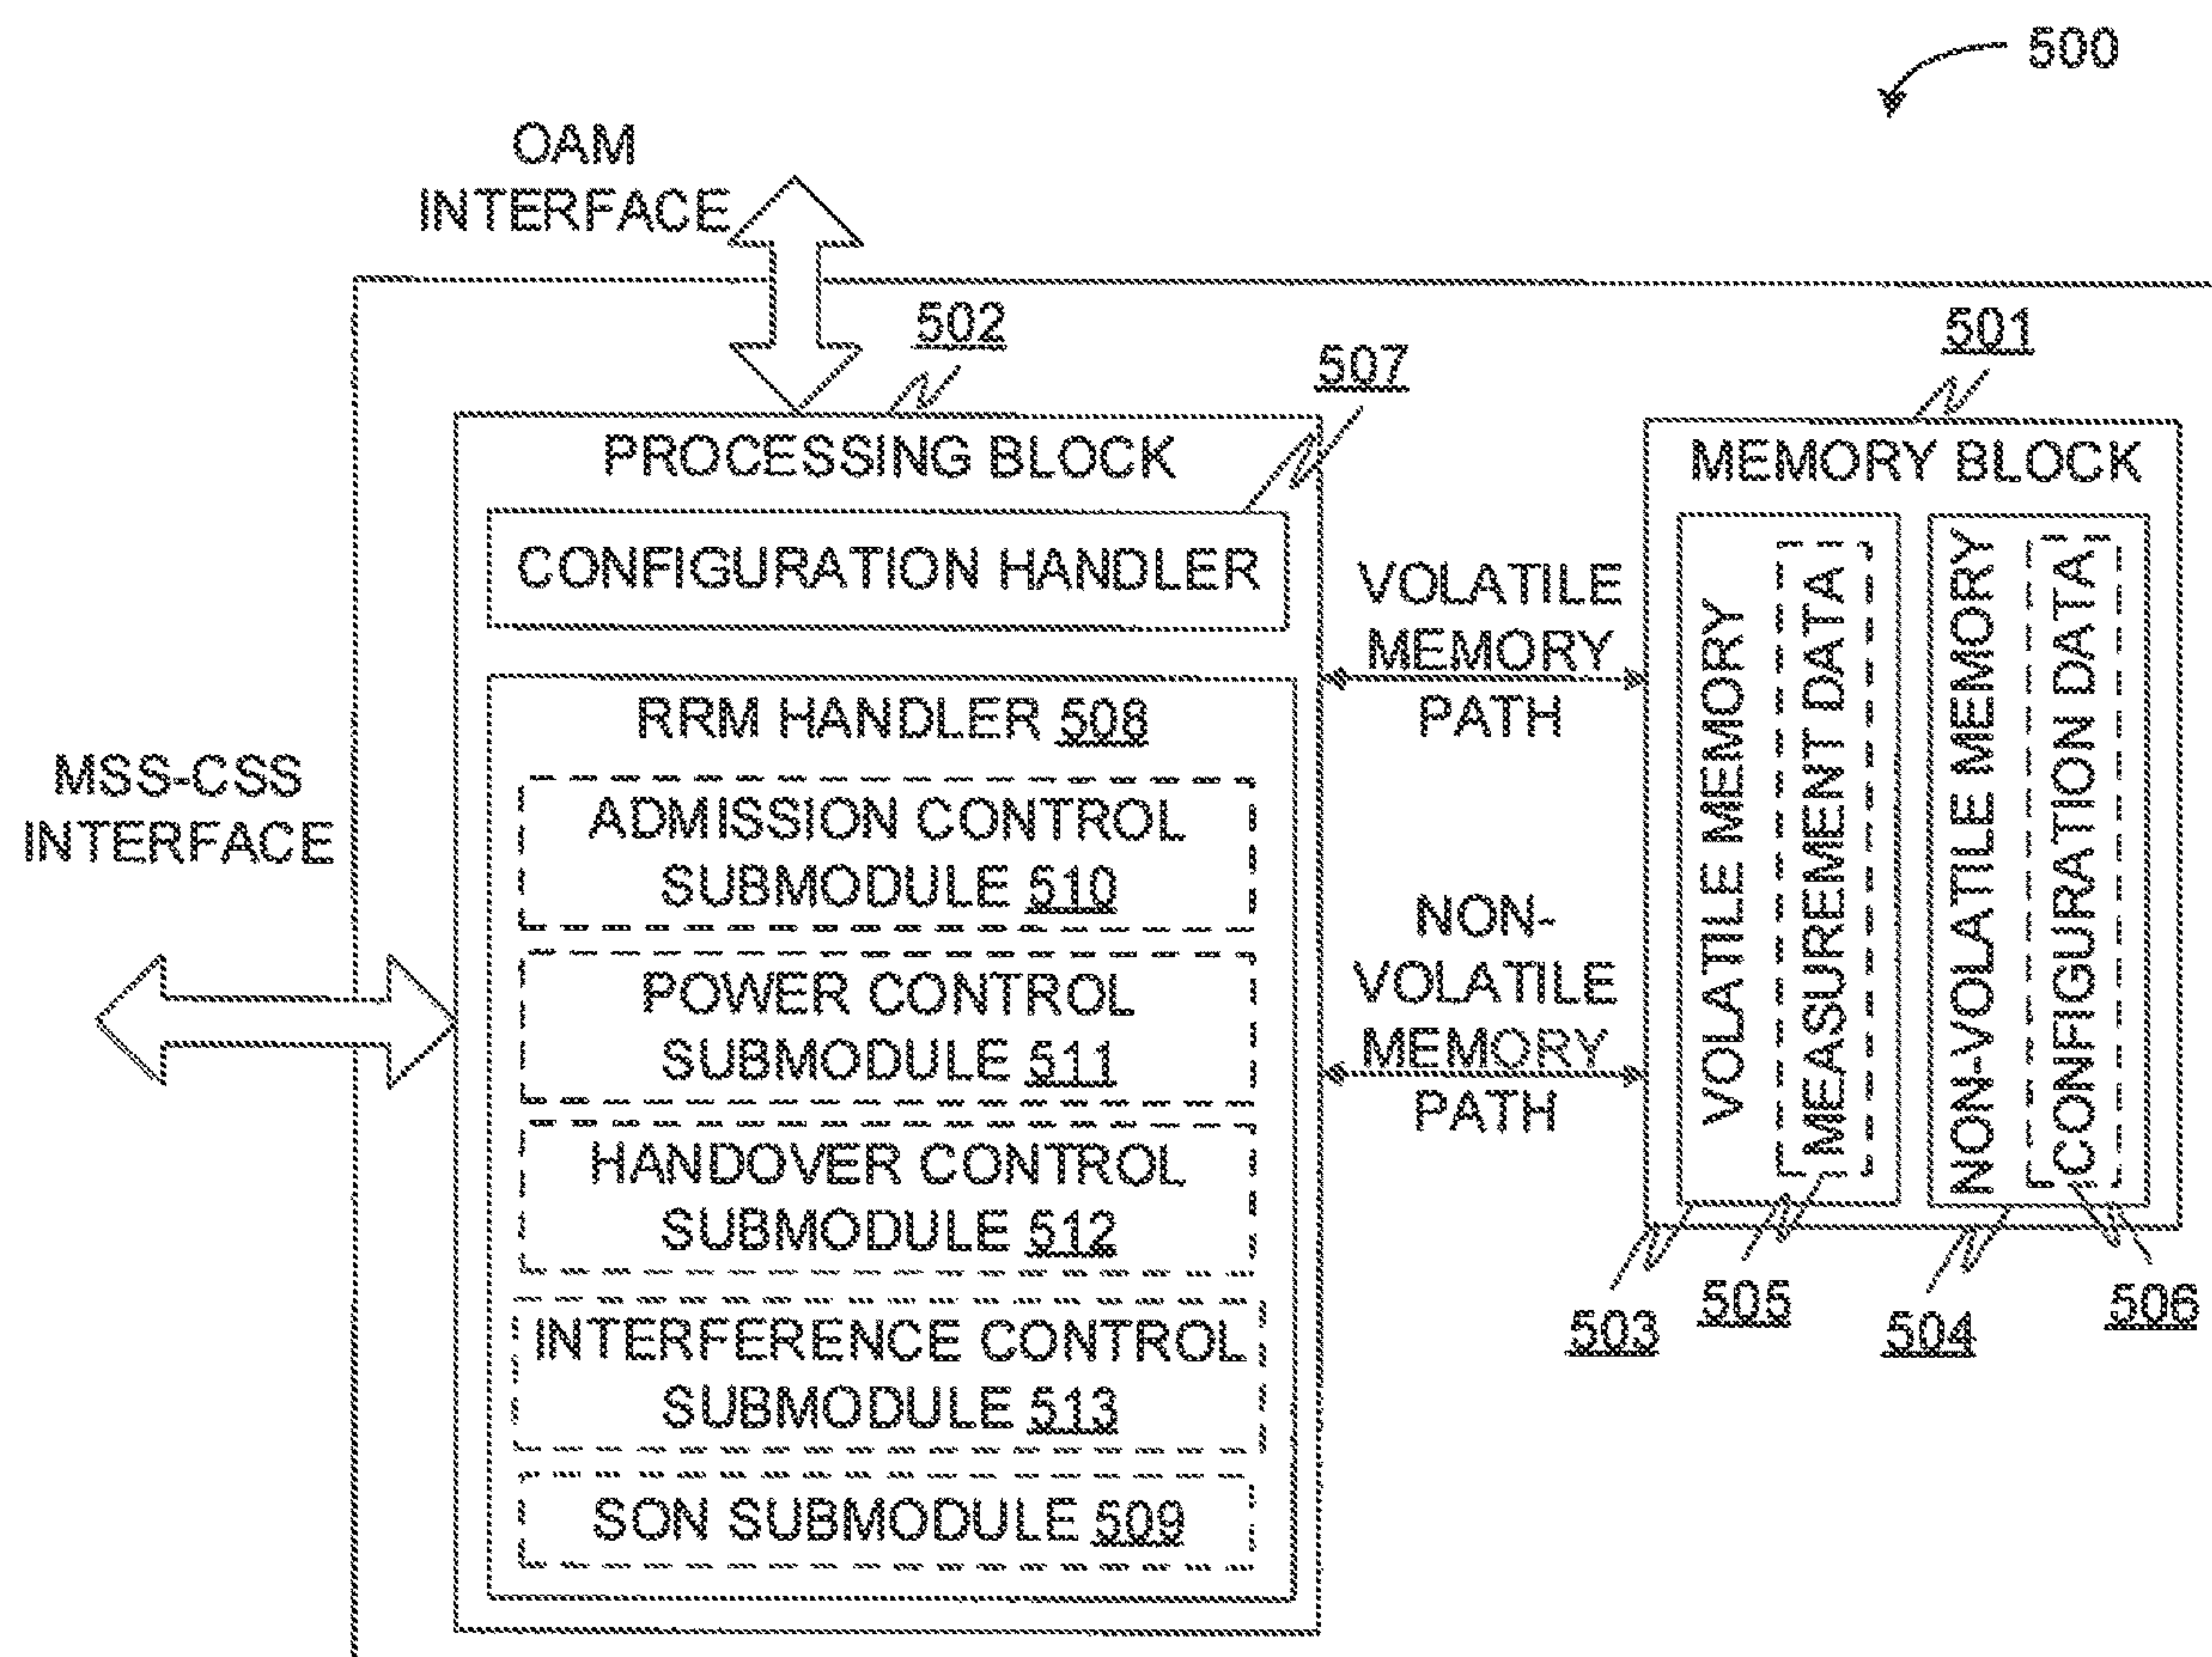 500
OAM
INTERFACE
502
501
507
PROCESSING BLOCK
MEMORY BLOCK
CONFIGURATION HANDLER
VOLATILE
MEMORY
PATH
RRM HANDLER 508
ADMISSION CONTROL
SUBMODULE 510
MSS-CSS
INTERFACE
NON-
VOLATILE
MEMORY
PATH
POWER CONTROL
SUBMODULE 511
HANDOVER CONTROL
SUBMODULE 512
INTERFERENCE CONTROL
SUBMODULE 513
SON SUBMODULE 509
VOLATILE MEMORY
MEASUREMENT DATA
NON-VOLATILE MEMORY
CONFIGURATION DATA
503
505
504
506